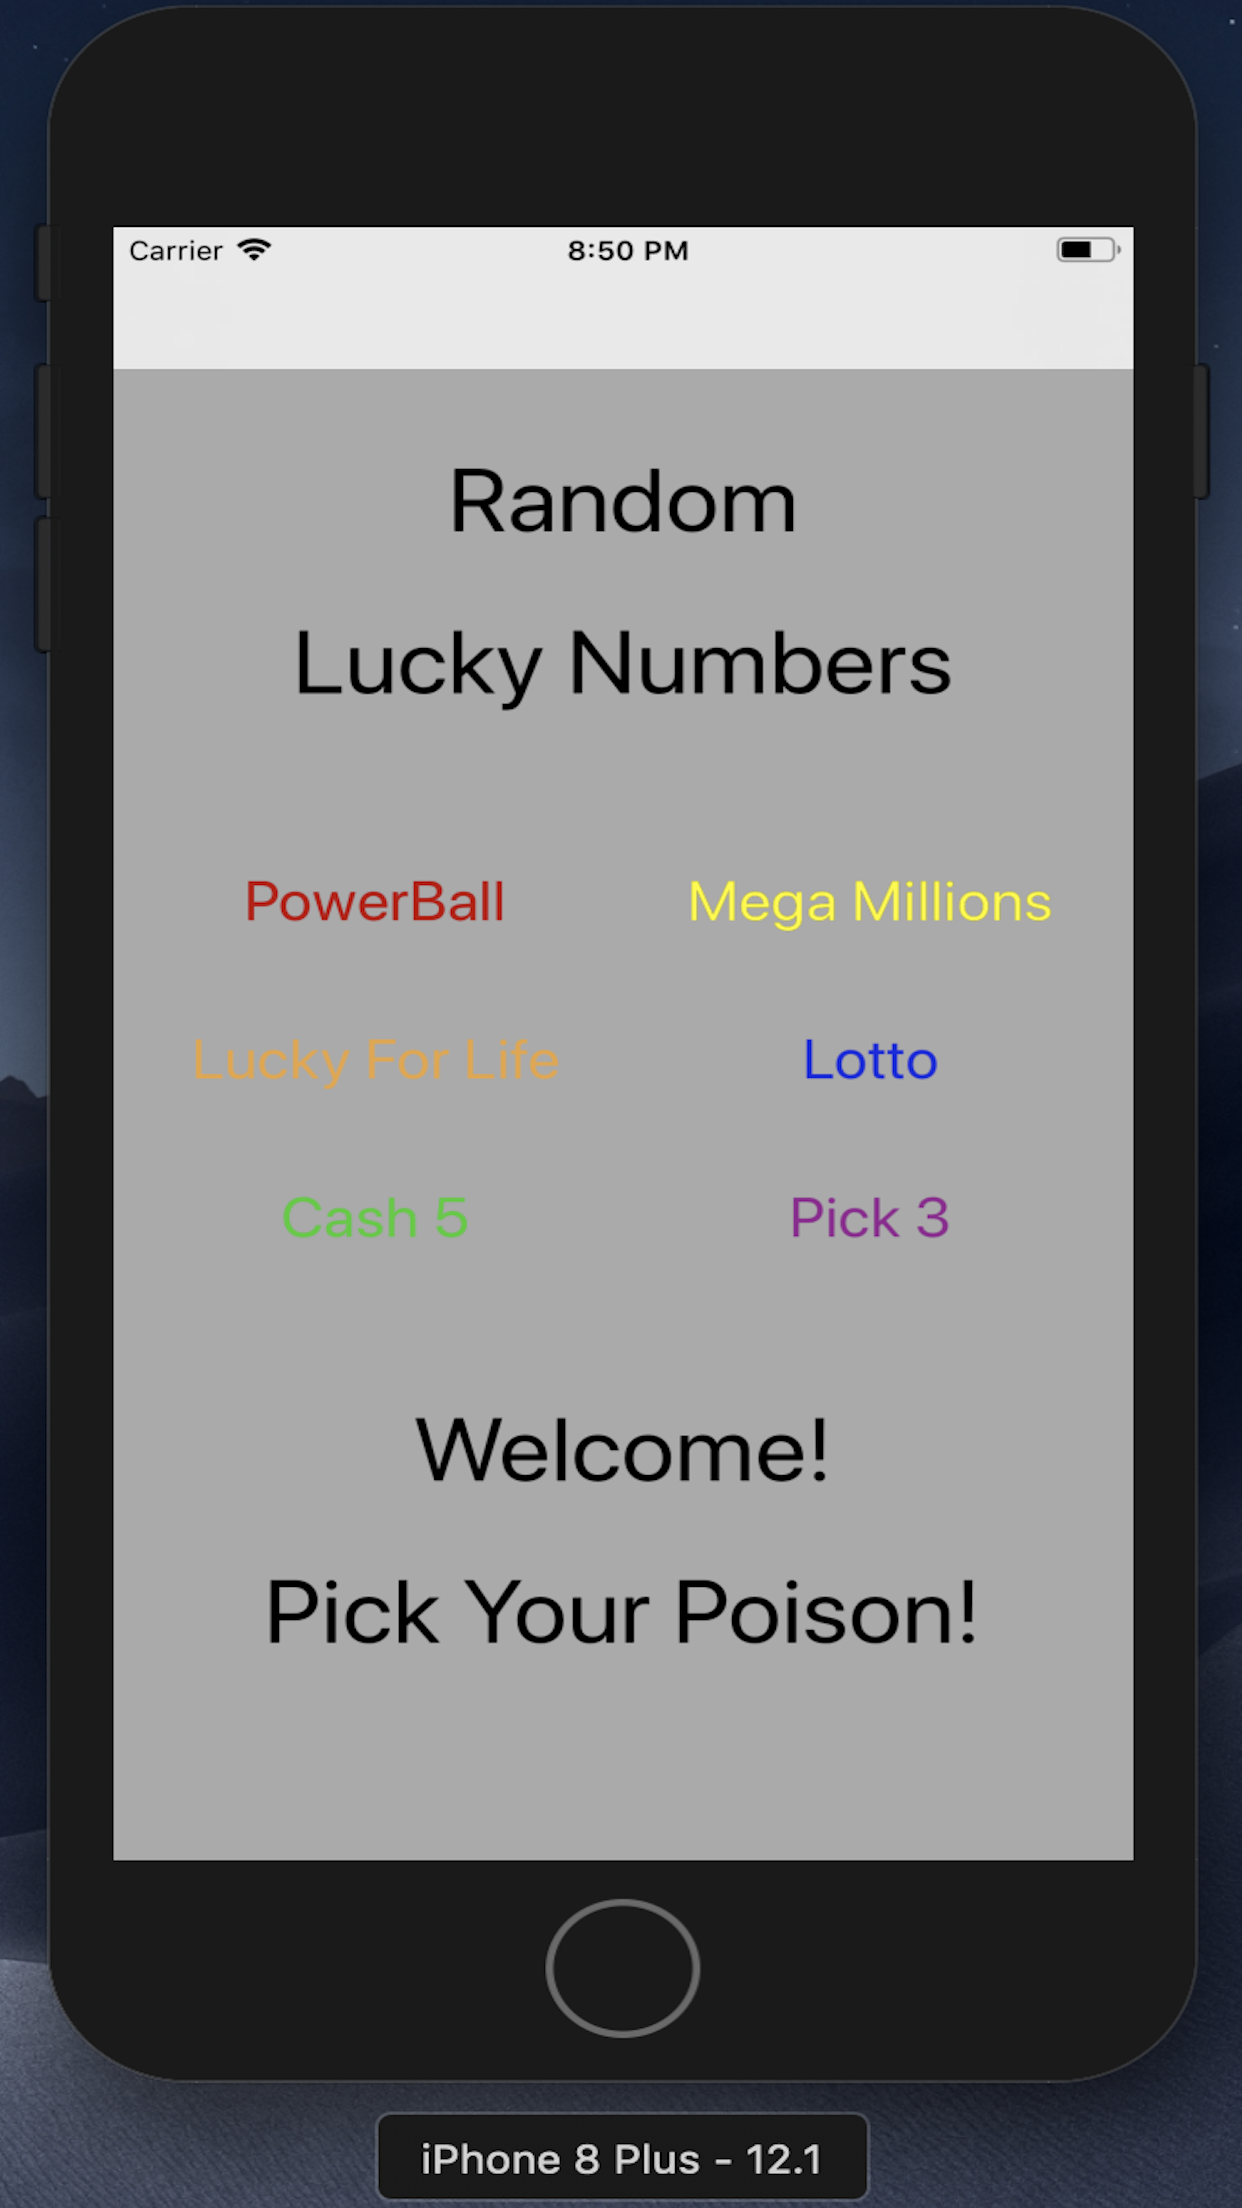 Carrier 8:50 PM
Random
Lucky Numbers
PowerBall Mega Millions
Lucky For Life Lotto
Cash 5 Pick 3
Welcome!
Pick Your Poison!
iPhone 8 Plus - 12.1